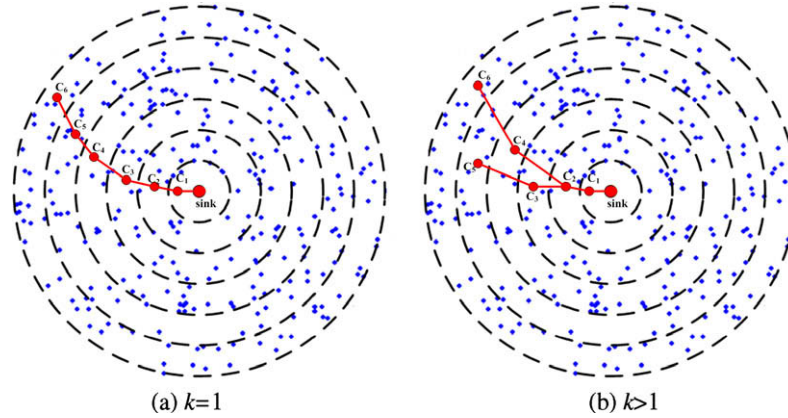 C₆
C₅
C₄
C₃
C₂
C₁
sink
(a) k=1
C₆
C₄
C₅
C₃
C₂
C₁
sink
(b) k>1